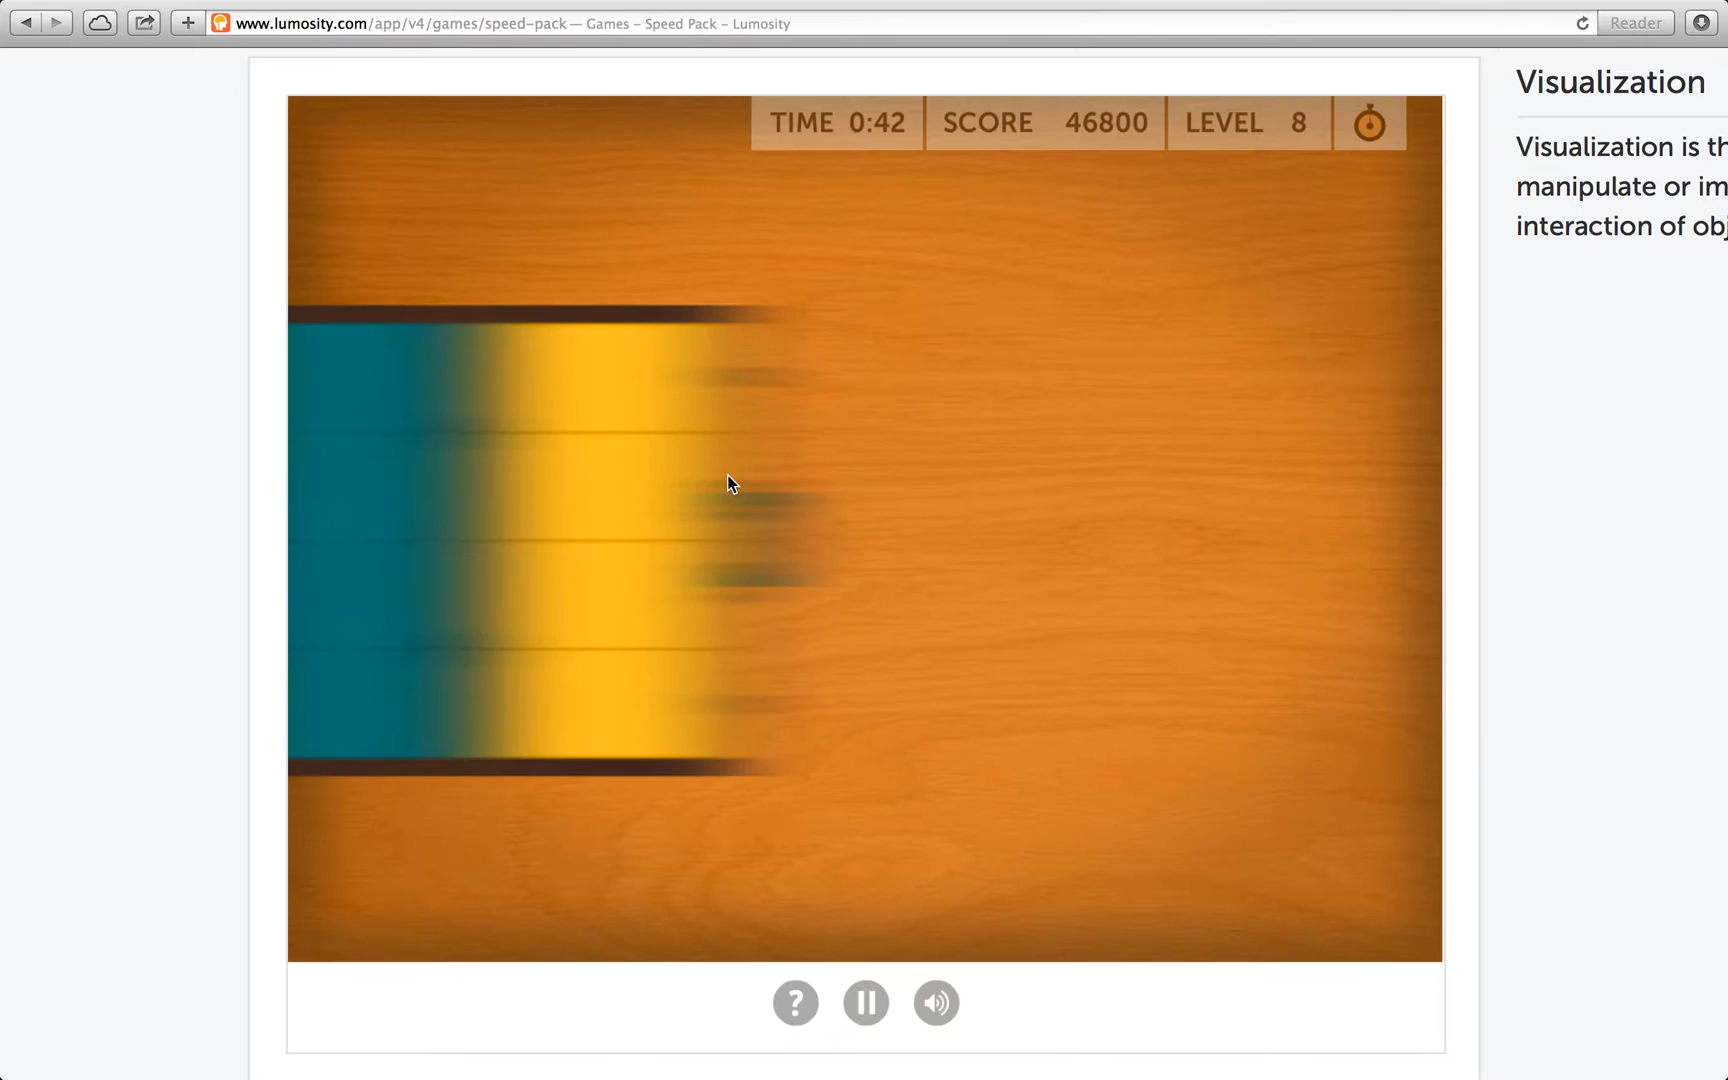 www.lumosity.com/app/v4/games/speed-pack — Games – Speed Pack – Lumosity
Reader
TIME 0:42 SCORE 46800 LEVEL 8
Visualization
Visualization is th
manipulate or im
interaction of obj
?